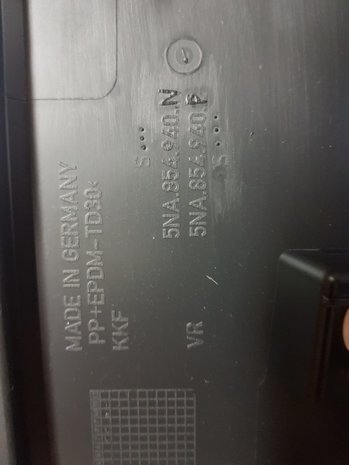 MADE IN GERMANY
PP+EPDM-TD30<
KKF
S...
5NA.854.940.N
5NA.854.940.P
S...
VR